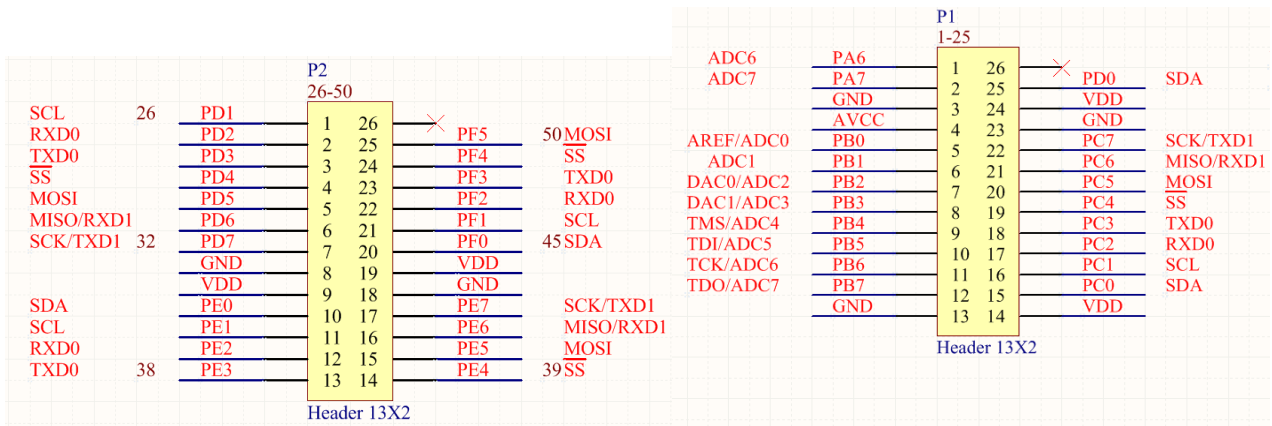 P2
26-50
SCL 26 PD1 1 26
RXD0 PD2 2 25 PF5 50 MOSI
TXD0 PD3 3 24 PF4 SS
SS PD4 4 23 PF3 TXD0
MOSI PD5 5 22 PF2 RXD0
MISO/RXD1 PD6 6 21 PF1 SCL
SCK/TXD1 32 PD7 7 20 PF0 45 SDA
GND 8 19 VDD
VDD 9 18 GND
SDA PE0 10 17 PE7 SCK/TXD1
SCL PE1 11 16 PE6 MISO/RXD1
RXD0 PE2 12 15 PE5 MOSI
TXD0 38 PE3 13 14 PE4 39 SS
Header 13X2
P1
1-25
ADC6 PA6 1 26
ADC7 PA7 2 25 PD0 SDA
GND 3 24 VDD
AVCC 4 23 GND
AREF/ADC0 PB0 5 22 PC7 SCK/TXD1
ADC1 PB1 6 21 PC6 MISO/RXD1
DAC0/ADC2 PB2 7 20 PC5 MOSI
DAC1/ADC3 PB3 8 19 PC4 SS
TMS/ADC4 PB4 9 18 PC3 TXD0
TDI/ADC5 PB5 10 17 PC2 RXD0
TCK/ADC6 PB6 11 16 PC1 SCL
TDO/ADC7 PB7 12 15 PC0 SDA
GND 13 14 VDD
Header 13X2